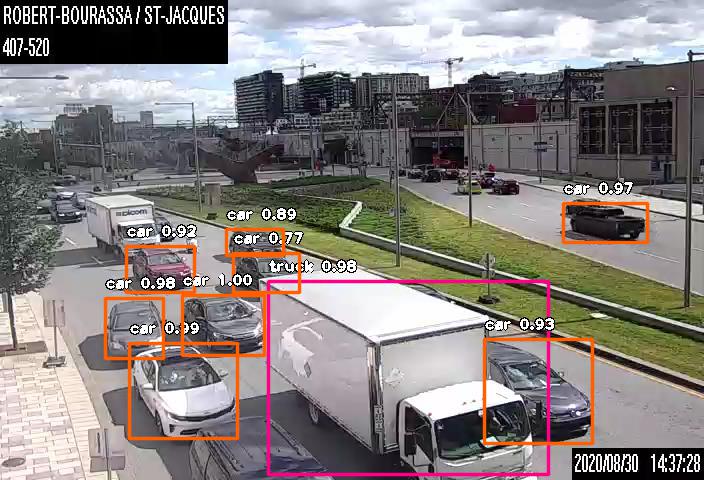 ROBERT-BOURASSA / ST-JACQUES
407-520
car 0.97
car 0.89
car 0.92
car 0.77
truck 0.98
car 0.98
car 1.00
car 0.99
car 0.93
2020/08/30 14:37:28